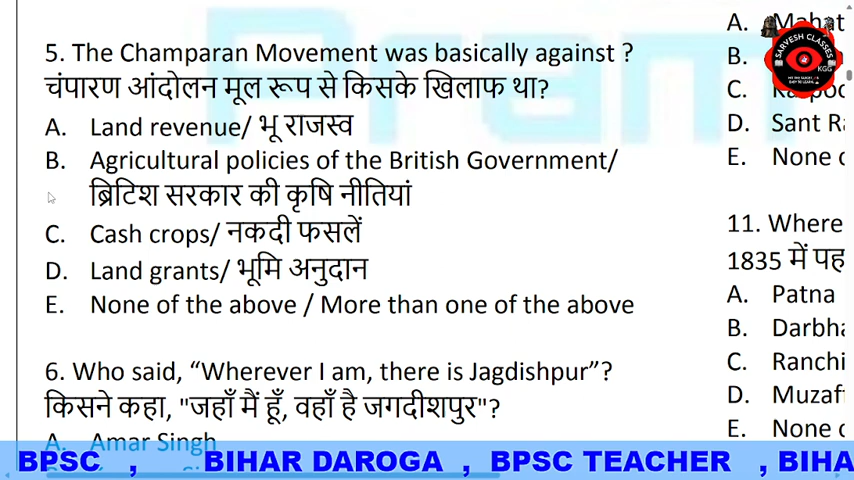 5. The Champaran Movement was basically against ?
चंपारण आंदोलन मूल रूप से किसके खिलाफ था?
A. Land revenue/ भू राजस्व
B. Agricultural policies of the British Government/
ब्रिटिश सरकार की कृषि नीतियां
C. Cash crops/ नकदी फसलें
D. Land grants/ भूमि अनुदान
E. None of the above / More than one of the above
6. Who said, “Wherever I am, there is Jagdishpur”?
किसने कहा, "जहाँ मैं हूँ, वहाँ है जगदीशपुर"?
A. Amar Singh
A.
B.
C.
D. Sant
E. None
11. Where
1835 में
A. Patna
B.
C. Ranchi
D.
E. None
SARVESH CLASSES
KGG
BPSC , BIHAR DAROGA , BPSC TEACHER ,